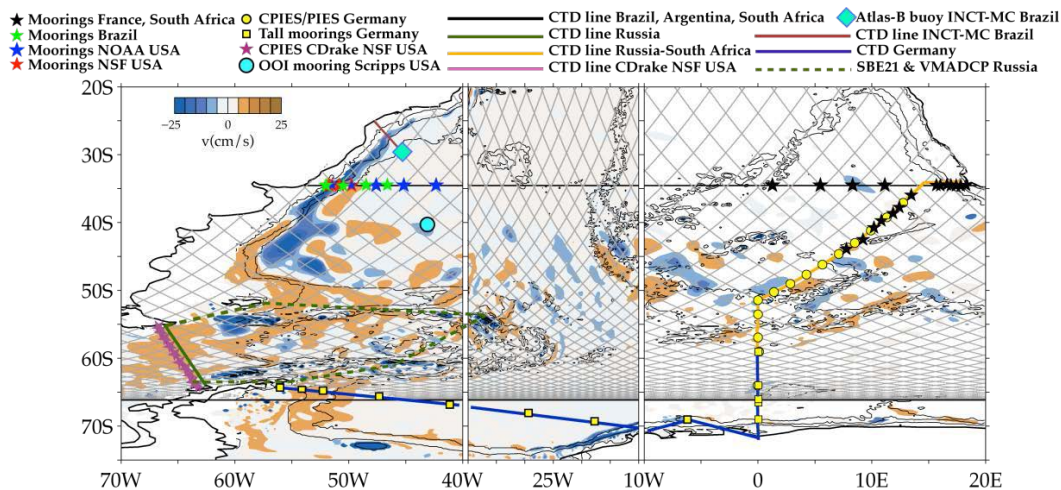 Moorings France, South Africa
Moorings Brazil
Moorings NOAA USA
Moorings NSF USA
CPIES/PIES Germany
Tall moorings Germany
CPIES CDrake NSF USA
OOI mooring Scripps USA
CTD line Brazil, Argentina, South Africa
CTD line Russia
CTD line Russia-South Africa
CTD line CDrake NSF USA
Atlas-B buoy INCT-MC Brazil
CTD line INCT-MC Brazil
CTD Germany
SBE21 & VMADCP Russia
20S
30S
40S
50S
60S
70S
−25 0 25
v(cm/s)
70W 60W 50W 40W 25W 10W 0 10E 20E